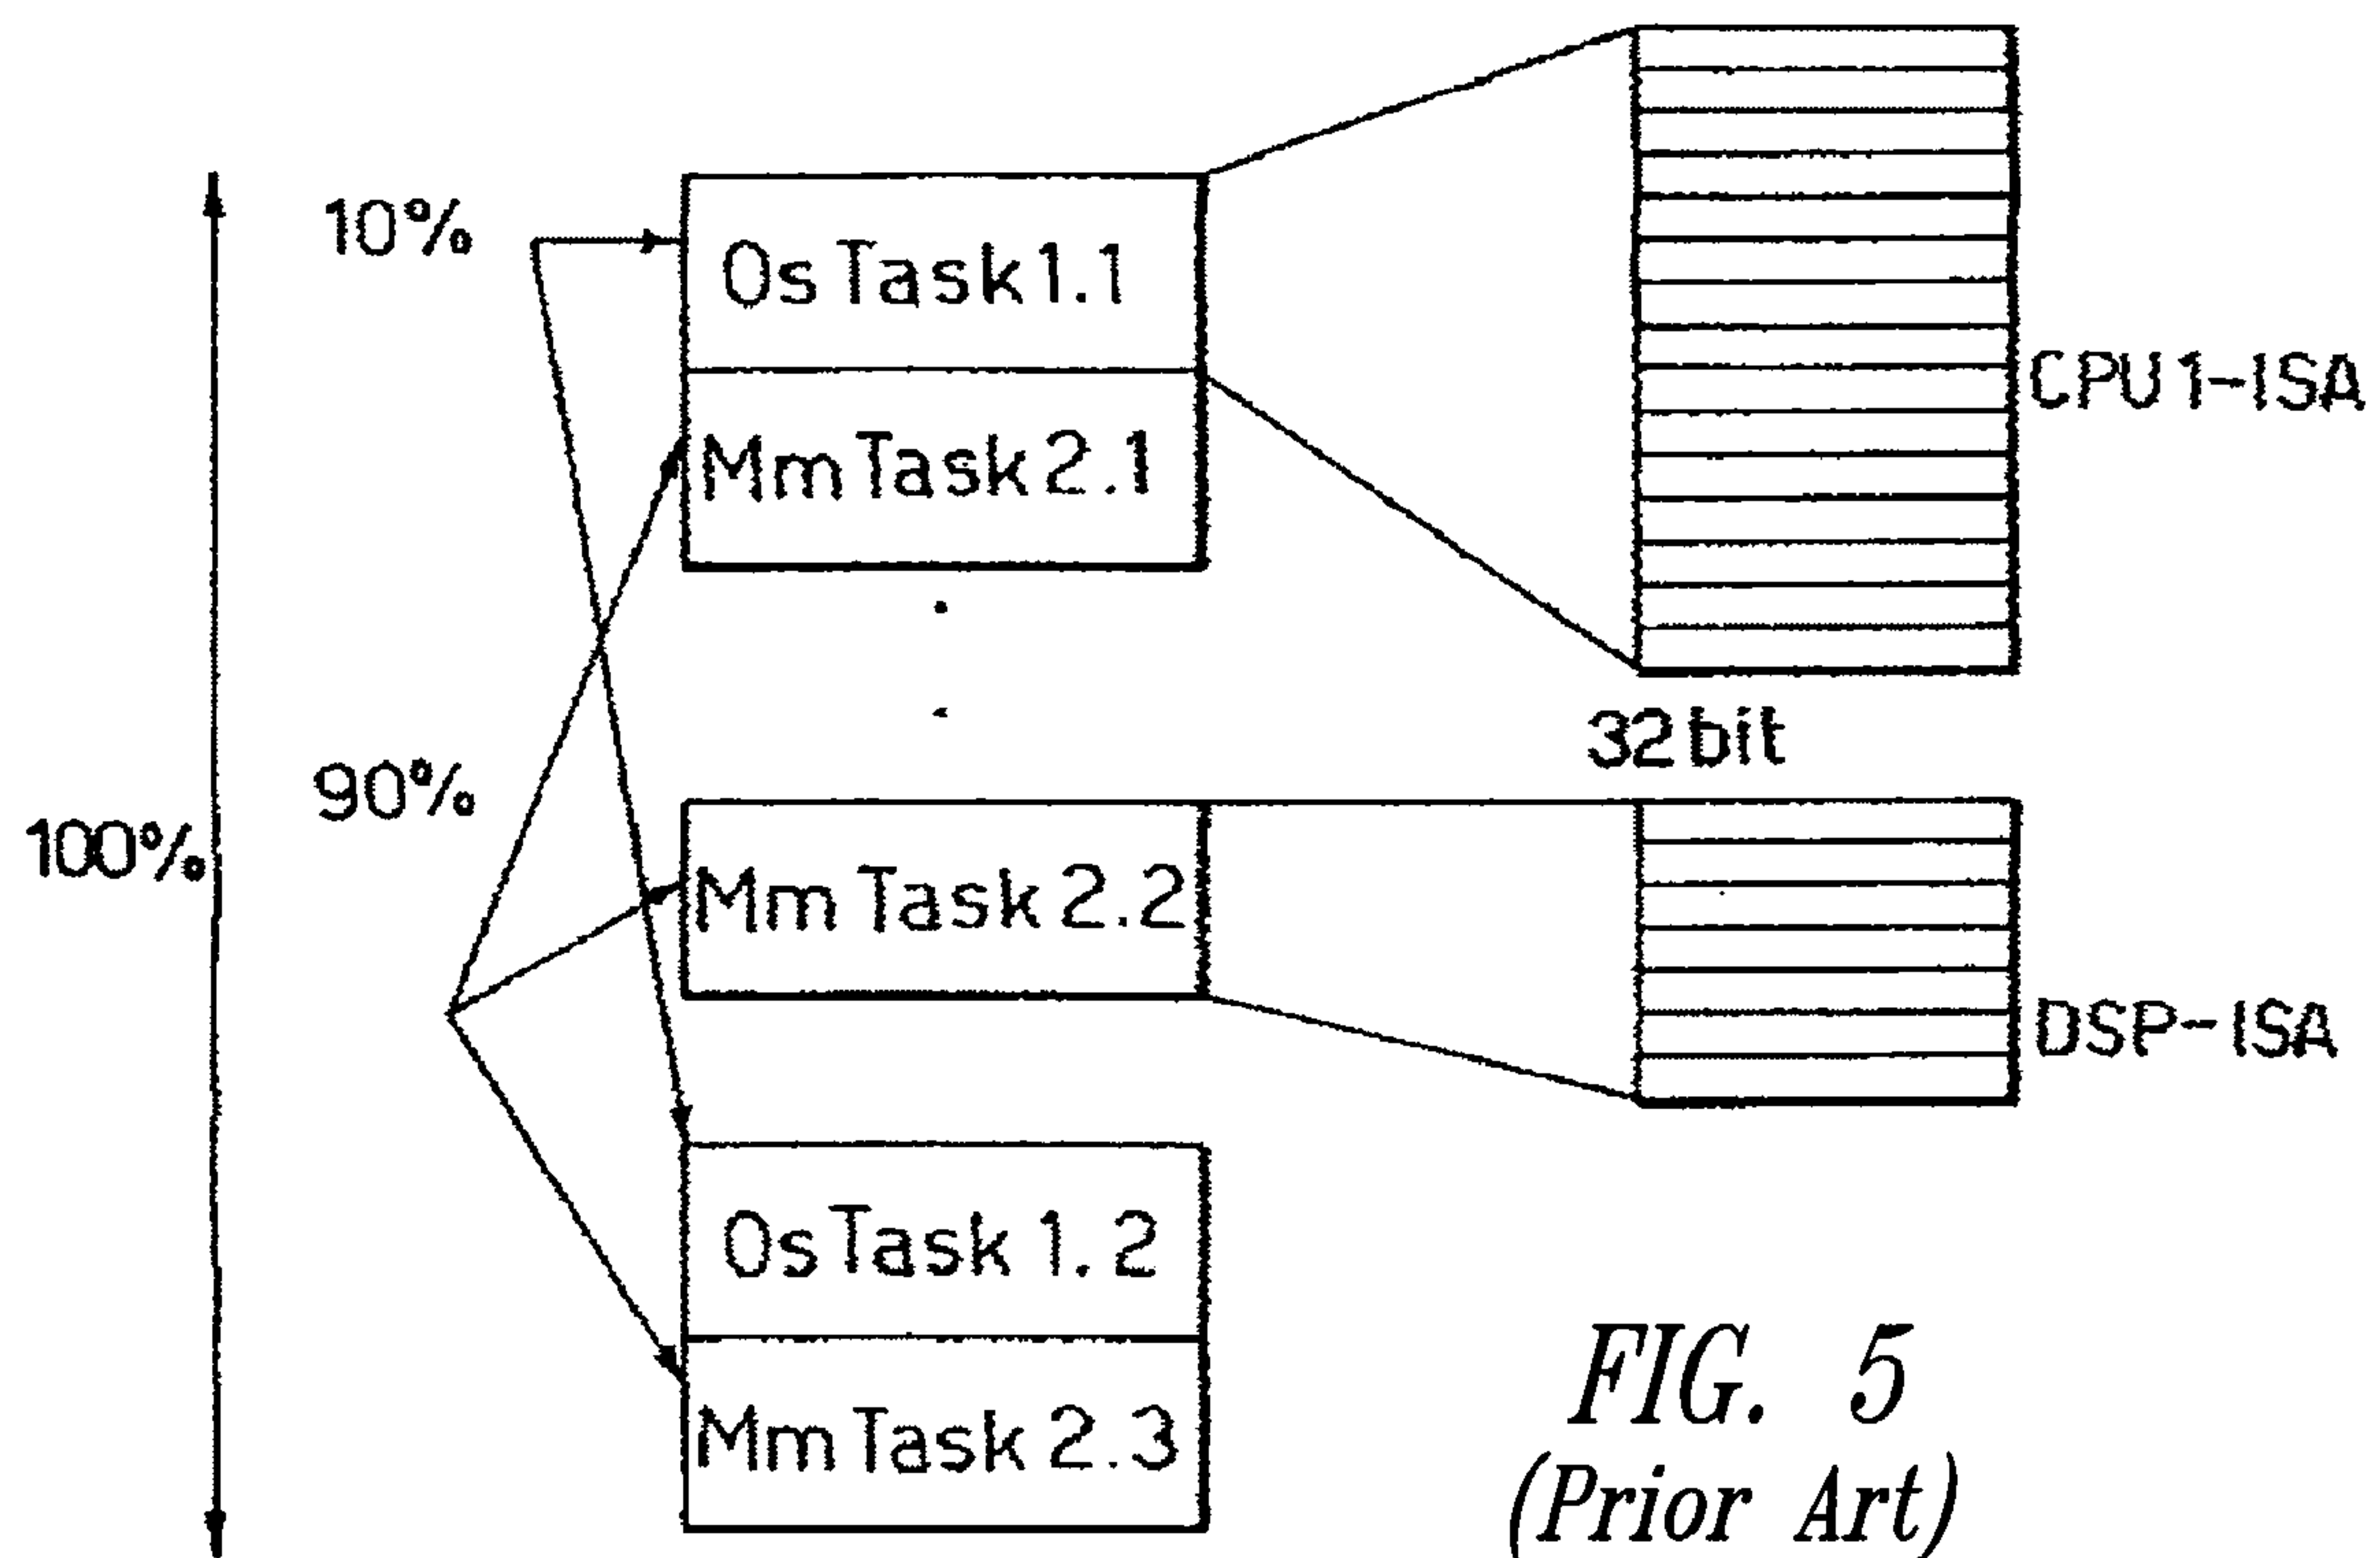 10%
OsTask1.1
CPU1-ISA
MmTask2.1
32bit
90%
100%
MmTask2.2
DSP-ISA
OsTask1.2
MmTask2.3
FIG. 5
(Prior Art)